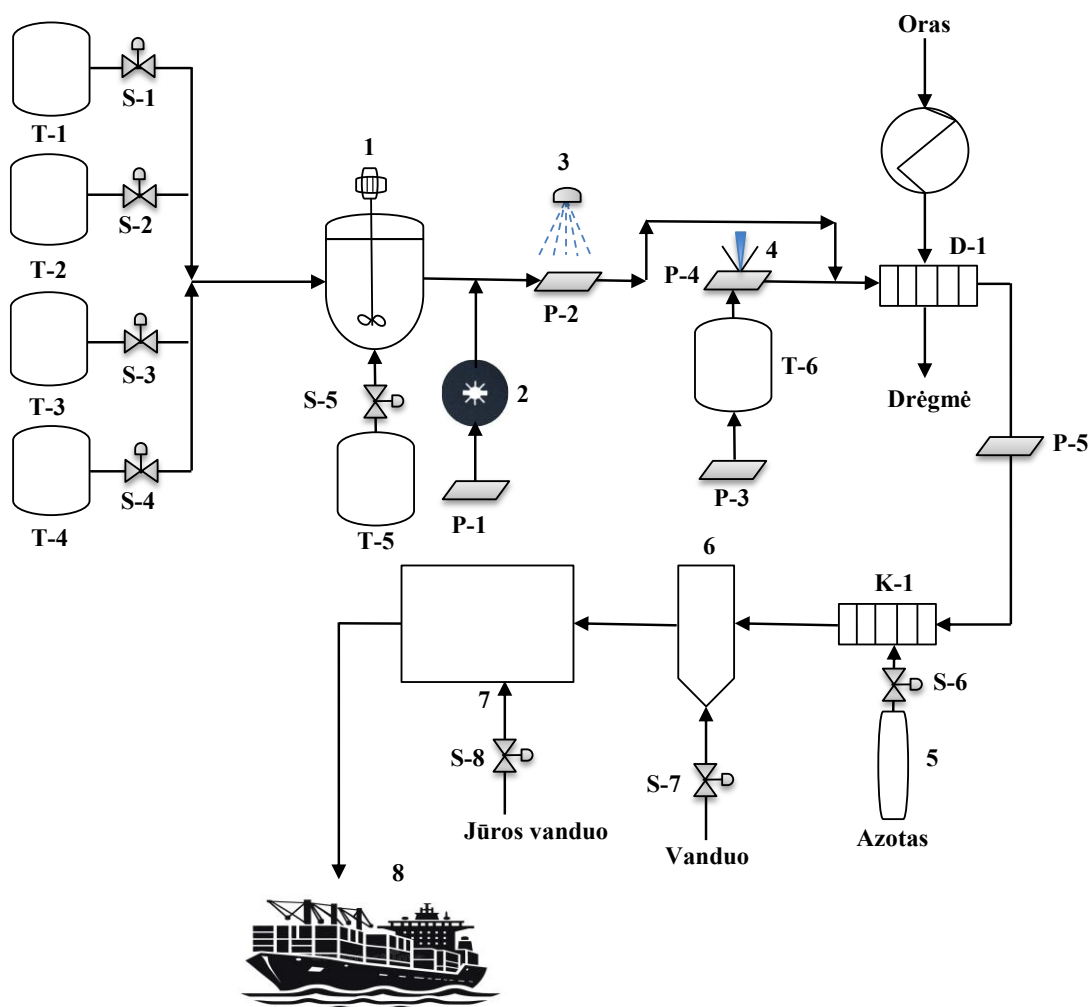 Oras
S-1
T-1
1
3
S-2
T-2
4
D-1
P-4
P-2
S-3
T-3
S-5
2
T-6
Drėgmė
P-5
S-4
T-4
P-1
P-3
T-5
6
K-1
7
S-6
S-8
S-7
5
Jūros vanduo
Vanduo
Azotas
8